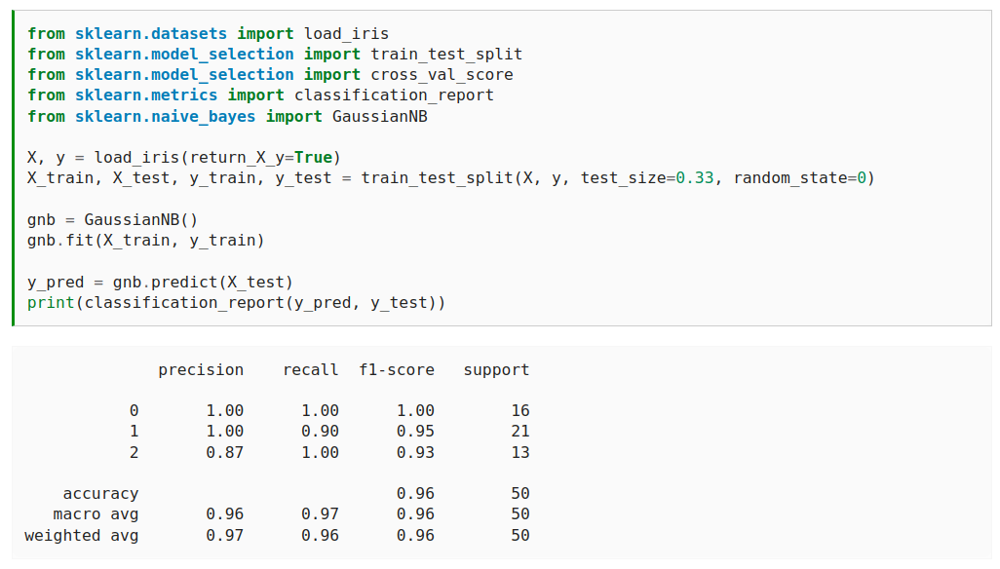 from sklearn.datasets import load_iris
from sklearn.model_selection import train_test_split
from sklearn.model_selection import cross_val_score
from sklearn.metrics import classification_report
from sklearn.naive_bayes import GaussianNB
X, y = load_iris(return_X_y=True)
X_train, X_test, y_train, y_test = train_test_split(X, y, test_size=0.33, random_state=0)
gnb = GaussianNB()
gnb.fit(X_train, y_train)
y_pred = gnb.predict(X_test)
print(classification_report(y_pred, y_test))
precision recall f1-score support
0 1.00 1.00 1.00 16
1 1.00 0.90 0.95 21
2 0.87 1.00 0.93 13
accuracy 0.96 50
macro avg 0.96 0.97 0.96 50
weighted avg 0.97 0.96 0.96 50